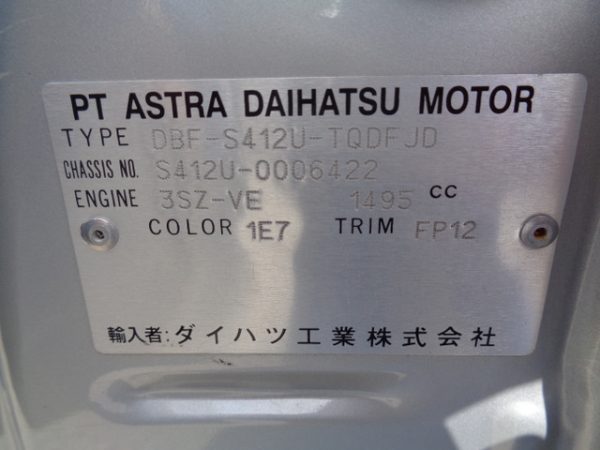 PT ASTRA DAIHATSU MOTOR
TYPE DBF-S412U-TQDFJD
CHASSIS NO. S412U-0006422
ENGINE 3SZ-VE 1495 CC
COLOR 1E7 TRIM FP12
輸入者:ダイハツ工業株式会社